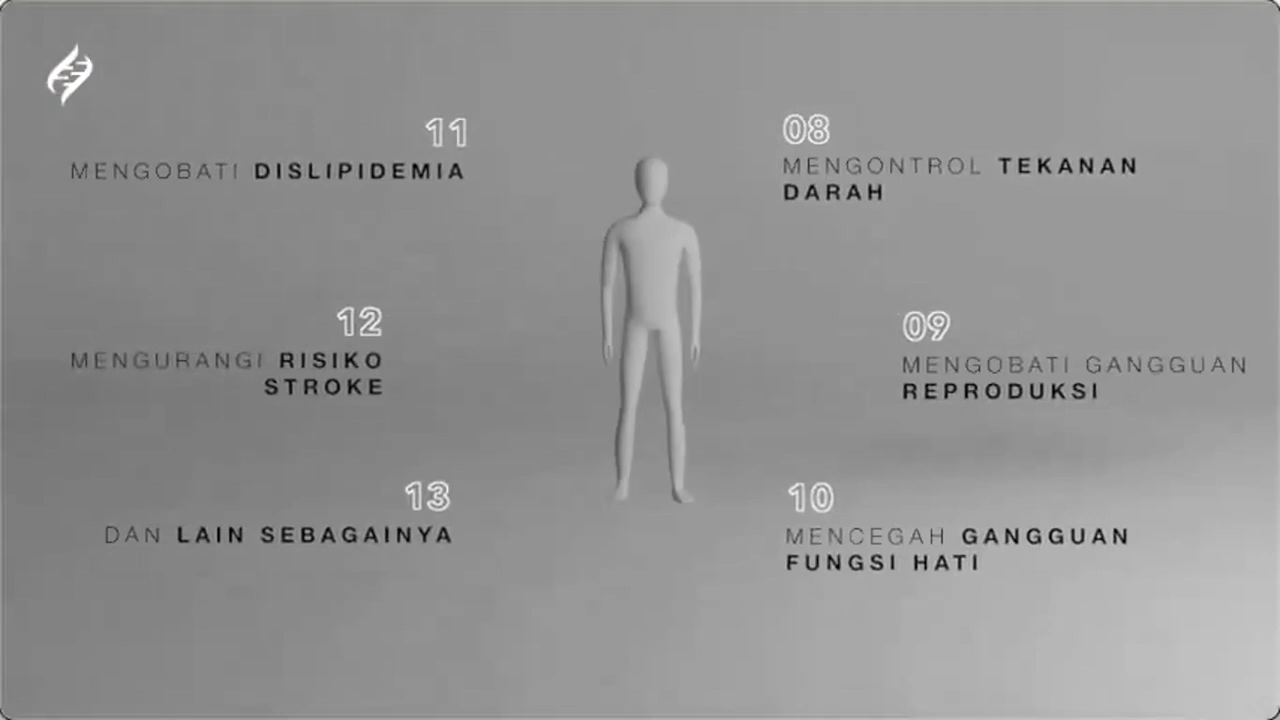 08
MENGONTROL TEKANAN
DARAH
09
MENGOBATI GANGGUAN
REPRODUKSI
10
MENCEGAH GANGGUAN
FUNGSI HATI
11
MENGOBATI DISLIPIDEMIA
12
MENGURANGI RISIKO
STROKE
13
DAN LAIN SEBAGAINYA